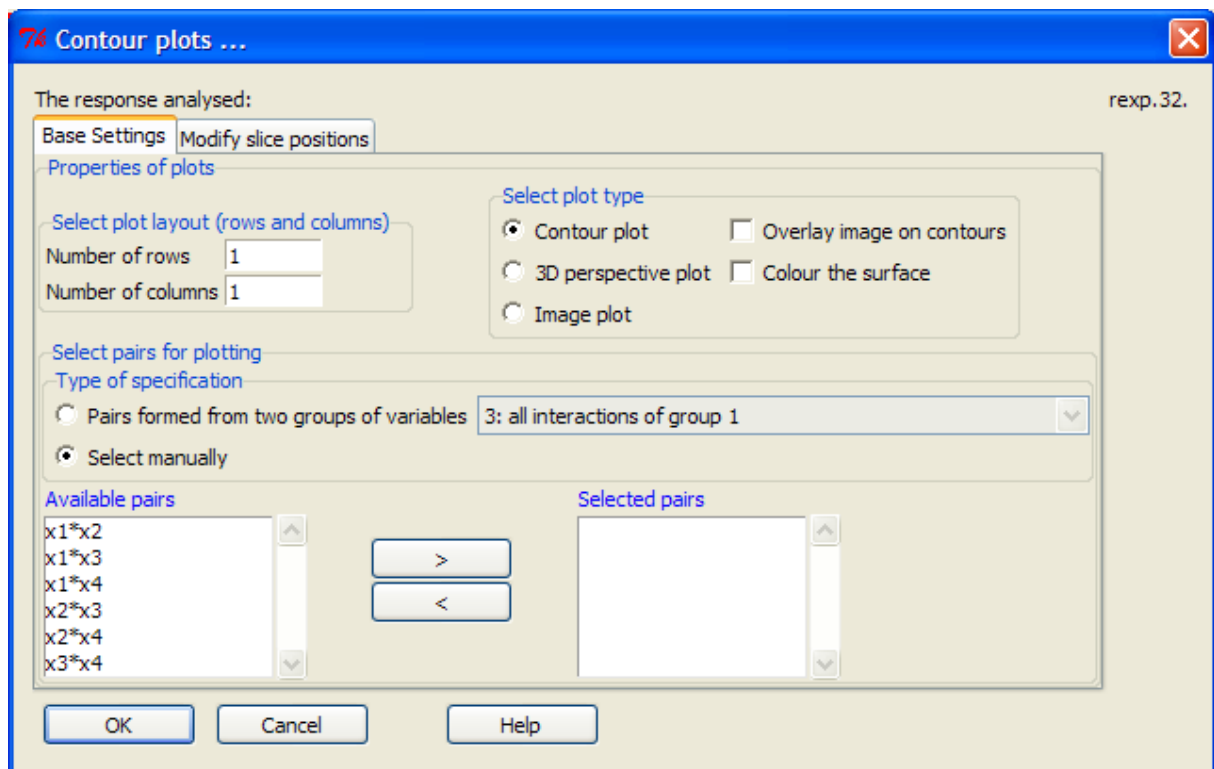 Contour plots ...
The response analysed: rexp.32.
Base Settings Modify slice positions
Properties of plots
Select plot layout (rows and columns)
Number of rows 1
Number of columns 1
Select plot type
Contour plot Overlay image on contours
3D perspective plot Colour the surface
Image plot
Select pairs for plotting
Type of specification
Pairs formed from two groups of variables 3: all interactions of group 1
Select manually
Available pairs
x1*x2
x1*x3
x1*x4
x2*x3
x2*x4
x3*x4
>
<
Selected pairs
OK Cancel Help